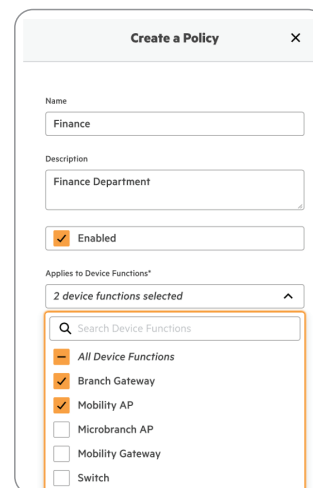 Create a Policy
Name
Finance
Description
Finance Department
Enabled
Applies to Device Functions*
2 device functions selected
Search Device Functions
All Device Functions
Branch Gateway
Mobility AP
Microbranch AP
Mobility Gateway
Switch